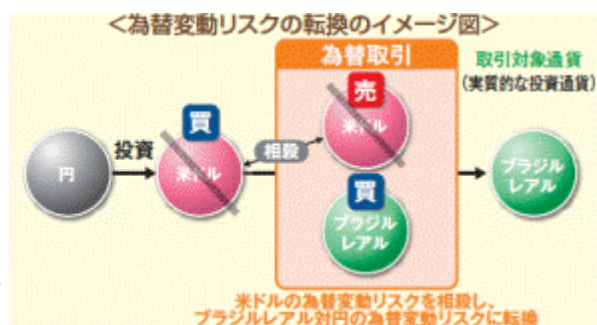 ＜為替変動リスクの転換のイメージ図＞
為替取引
取引対象通貨
（実質的な投資通貨）
売
米ドル
買
投資
相殺
円
米ドル
買
ブラジル
レアル
ブラジル
レアル
米ドルの為替変動リスクを相殺し、
ブラジルレアル対円の為替変動リスクに転換